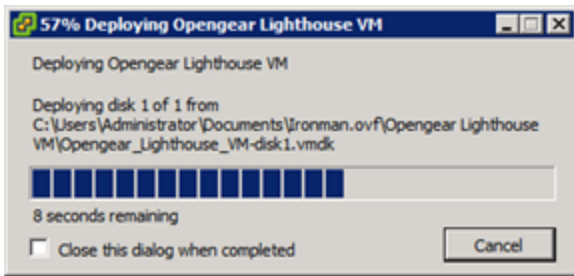 57% Deploying Opengear Lighthouse VM
Deploying Opengear Lighthouse VM
Deploying disk 1 of 1 from
C:\Users\Administrator\Documents\Ironman.ovf\Opengear Lighthouse
VM\Opengear_Lighthouse_VM-disk1.vmdk
8 seconds remaining
Close this dialog when completed
Cancel